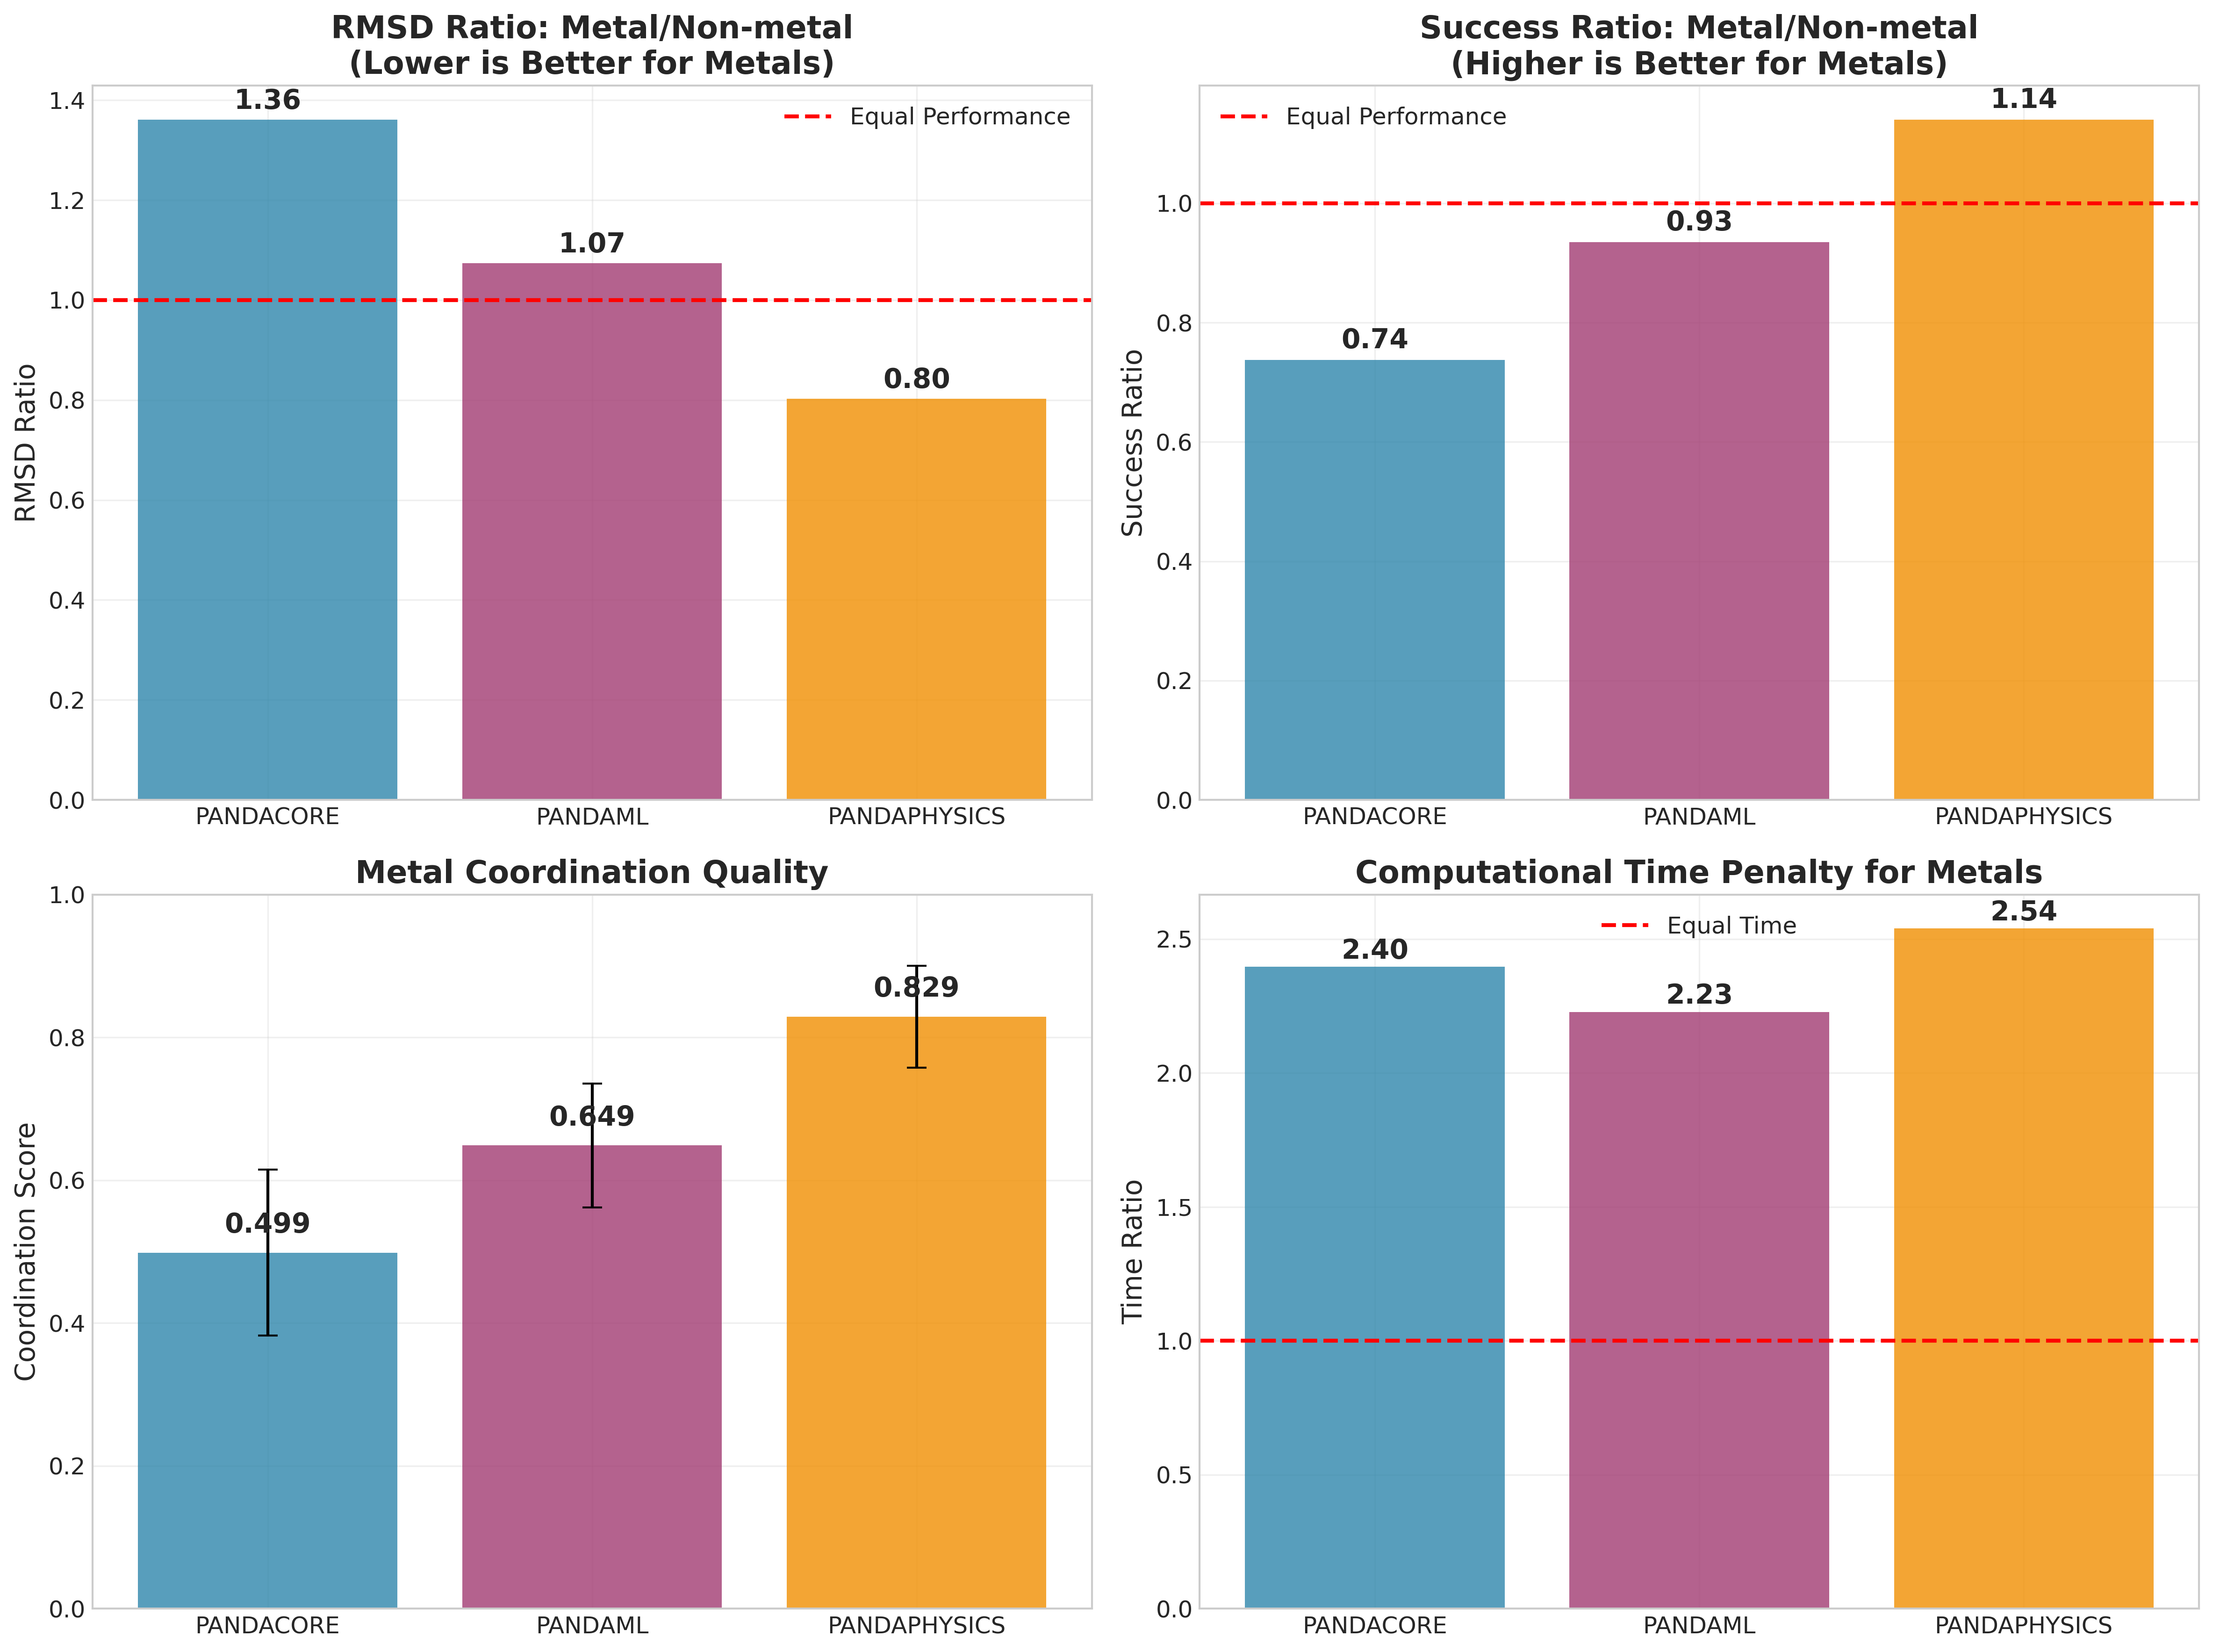 RMSD Ratio: Metal/Non-metal
(Lower is Better for Metals)
RMSD Ratio
1.4
1.2
1.0
0.8
0.6
0.4
0.2
0.0
1.36
1.07
0.80
Equal Performance
PANDACORE
PANDAML
PANDAPHYSICS
Success Ratio: Metal/Non-metal
(Higher is Better for Metals)
Success Ratio
1.0
0.8
0.6
0.4
0.2
0.0
Equal Performance
0.74
0.93
1.14
PANDACORE
PANDAML
PANDAPHYSICS
Metal Coordination Quality
Coordination Score
1.0
0.8
0.6
0.4
0.2
0.0
0.499
0.649
0.829
PANDACORE
PANDAML
PANDAPHYSICS
Computational Time Penalty for Metals
Time Ratio
2.5
2.0
1.5
1.0
0.5
0.0
Equal Time
2.40
2.23
2.54
PANDACORE
PANDAML
PANDAPHYSICS